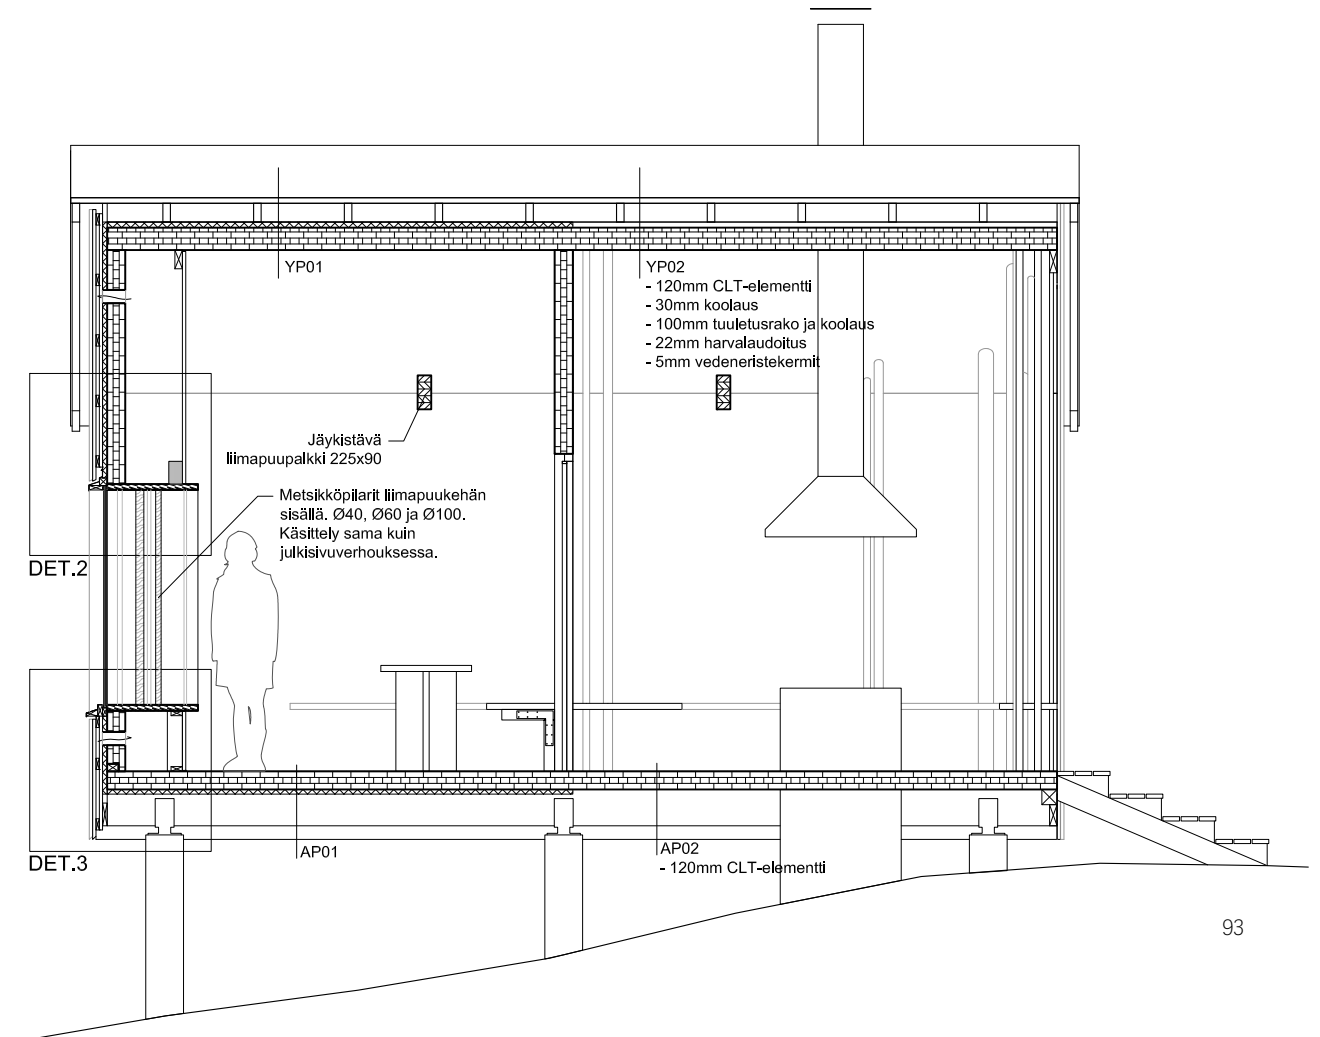 YP01
YP02
- 120mm CLT-elementti
- 30mm koolaus
- 100mm tuuletusrako ja koolaus
- 22mm harvalaudoitus
- 5mm vedeneristekermit
Jäykistävä
liimapuupalkki 225x90
Metsikköpilarit liimapuukehän
sisällä. Ø40, Ø60 ja Ø100.
Käsittely sama kuin
julkisivuverhouksessa.
DET.2
DET.3
AP01
AP02
- 120mm CLT-elementti
93